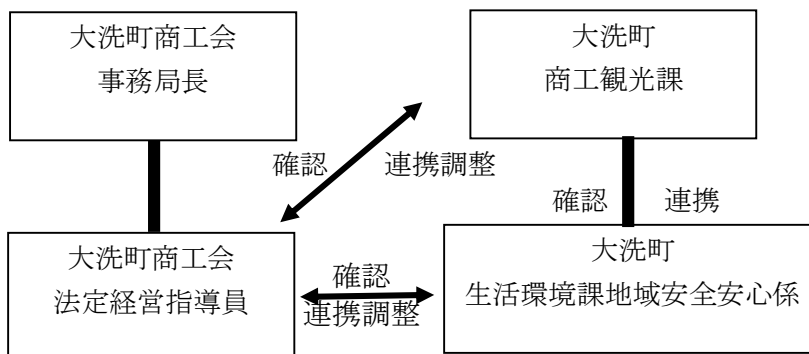 大洗町商工会
事務局長
大洗町
商工観光課
確認
連携調整
確認
連携
大洗町商工会
法定経営指導員
確認
連携調整
大洗町
生活環境課地域安全安心係